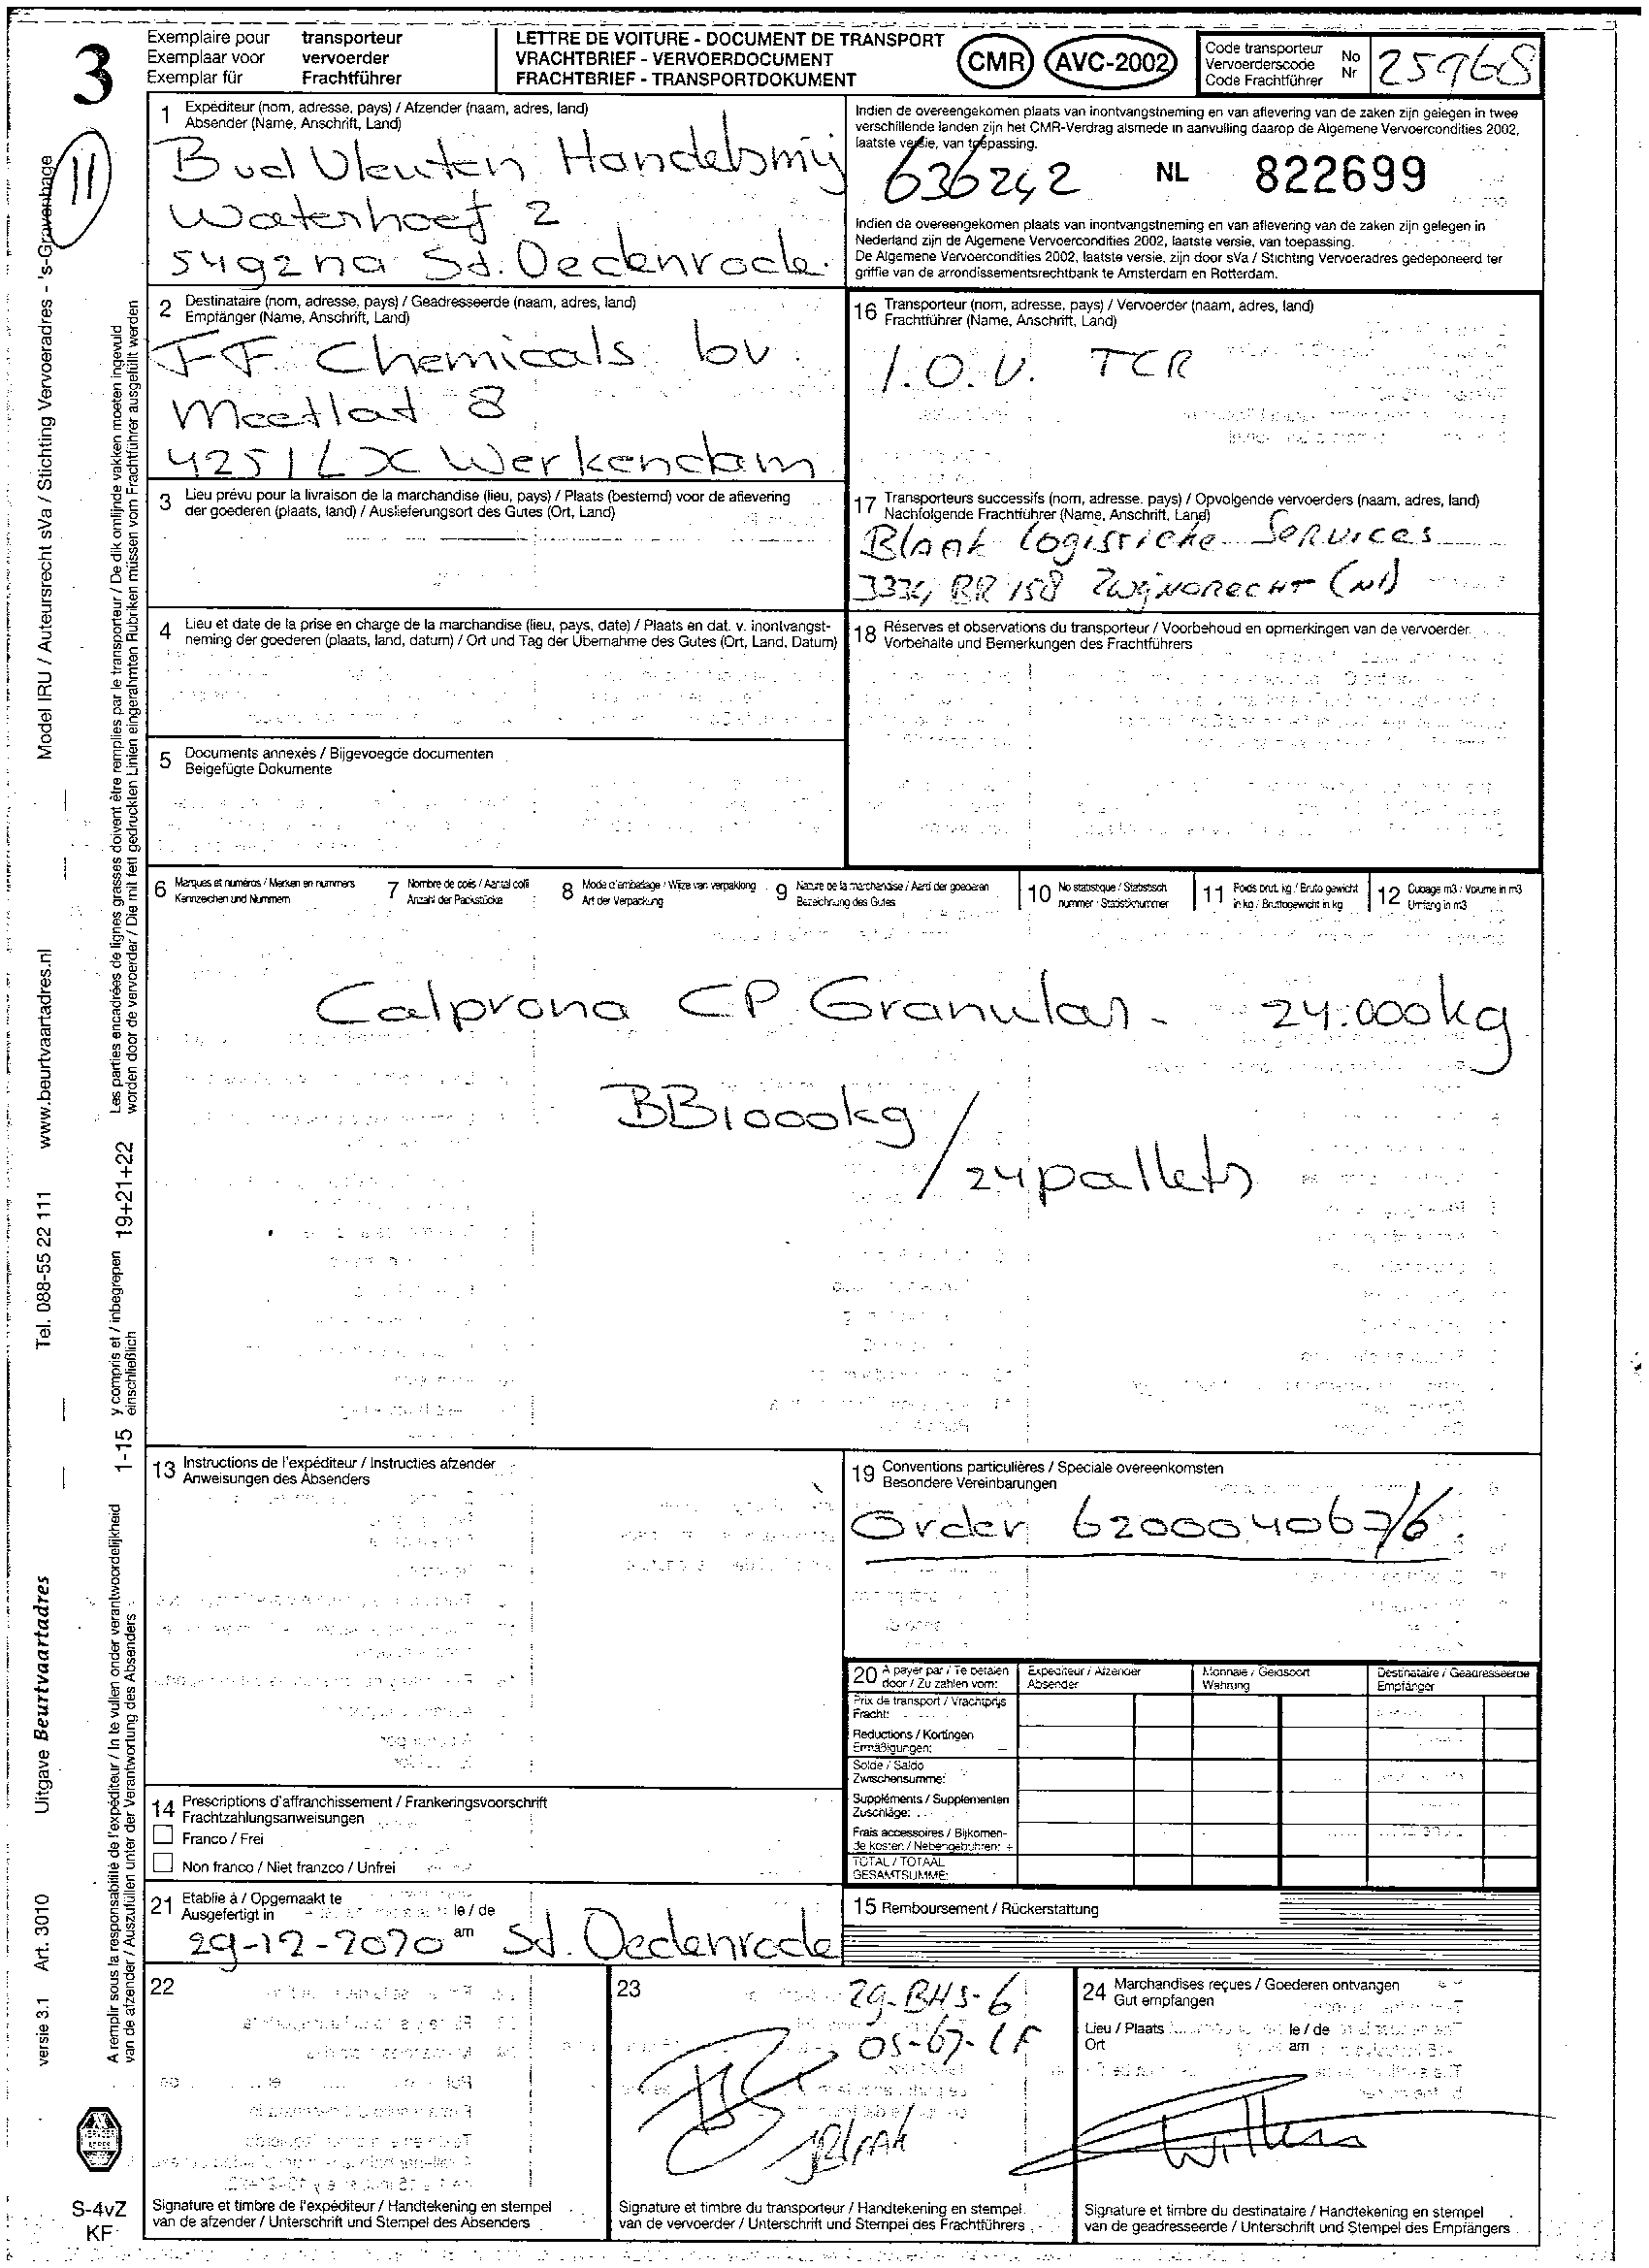 3
Exemplaire pour transporteur
Exemplaar voor vervoerder
Exemplar für Frachtführer
LETTRE DE VOITURE - DOCUMENT DE TRANSPORT
VRACHTBRIEF - VERVOERDOCUMENT
FRACHTBRIEF - TRANSPORTDOKUMENT
CMR AVC-2002
Code transporteur No
Vervoerderscode Nr
Code Frachtführer
25968
11
1 Expéditeur (nom, adresse, pays) / Afzender (naam, adres, land)
Absender (Name, Anschrift, Land)
Bud Vleuten Handelsmij
Waterhoef 2
5492na St. Oedenrode.
Indien de overeengekomen plaats van inontvangstneming en van aflevering van de zaken zijn gelegen in twee
verschillende landen zijn het CMR-Verdrag alsmede in aanvulling daarop de Algemene Vervoercondities 2002,
laatste versie, van toepassing.
636242 NL 822699
Indien de overeengekomen plaats van inontvangstneming en van aflevering van de zaken zijn gelegen in
Nederland zijn de Algemene Vervoercondities 2002, laatste versie, van toepassing.
De Algemene Vervoercondities 2002, laatste versie, zijn door sVa / Stichting Vervoeradres gedeponeerd ter
griffie van de arrondissementsrechtbank te Amsterdam en Rotterdam.
2 Destinataire (nom, adresse, pays) / Geadresseerde (naam, adres, land)
Empfänger (Name, Anschrift, Land)
FF. Chemicals bv.
Meetlat 8
4251LX Werkendam
16 Transporteur (nom, adresse, pays) / Vervoerder (naam, adres, land)
Frachtführer (Name, Anschrift, Land)
I.O.V. TCR
3 Lieu prévu pour la livraison de la marchandise (lieu, pays) / Plaats (bestemd) voor de aflevering
der goederen (plaats, land) / Auslieferungsort des Gutes (Ort, Land)
17 Transporteurs successifs (nom, adresse, pays) / Opvolgende vervoerders (naam, adres, land)
Nachfolgende Frachtführer (Name, Anschrift, Land)
Blaak logistieke Services
3334 BR 158 Zwijndrecht (Nl)
4 Lieu et date de la prise en charge de la marchandise (lieu, pays, date) / Plaats en dat. v. inontvangst-
neming der goederen (plaats, land, datum) / Ort und Tag der Übernahme des Gutes (Ort, Land, Datum)
18 Réserves et observations du transporteur / Voorbehoud en opmerkingen van de vervoerder
Vorbehalte und Bemerkungen des Frachtführers
5 Documents annexés / Bijgevoegde documenten
Beigefügte Dokumente
6 Marques et numéros / Merken en nummers
Kennzeichen und Nummern
7 Nombre de colis / Aantal colli
Anzahl der Packstücke
8 Mode d'emballage / Wijze van verpakking
Art der Verpackung
9 Nature de la marchandise / Aard der goederen
Bezeichnung des Gutes
10 No statistique / Statistisch
nummer / Statistiknummer
11 Poids brut, kg / Bruto gewicht
in kg / Bruttogewicht in kg
12 Cubage m3 / Volume in m3
Umfang in m3
Calprona CP Granular - 24.000kg
BB1000kg
/ 24pallets
13 Instructions de l'expéditeur / Instructies afzender
Anweisungen des Absenders
19 Conventions particulières / Speciale overeenkomsten
Besondere Vereinbarungen
Order 620004067/6.
20 A payer par / Te betalen
door / Zu zahlen vom:
Expéditeur / Afzender
Absender
Monnaie / Geldsoort
Währung
Destinataire / Geadresseerde
Empfänger
Prix de transport / Vrachtprijs
Fracht:
Reductions / Kortingen
Ermäßigungen: -
Solde / Saldo
Zwischensumme:
Suppléments / Supplementen
Zuschläge:
Frais accessoires / Bijkomen-
de kosten / Nebengebühren: +
TOTAL / TOTAAL
GESAMTSUMME:
14 Prescriptions d'affranchissement / Frankeringsvoorschrift
Frachtzahlungsanweisungen
Franco / Frei
Non franco / Niet franco / Unfrei
21 Etablie à / Opgemaakt te le / de
Ausgefertigt in am
29-12-2020 St. Oedenrode
15 Remboursement / Rückerstattung
22
23
29-BHS-6
05-67-LF
Blaak
24 Marchandises reçues / Goederen ontvangen
Gut empfangen
Lieu / Plaats le / de
Ort am
Signature et timbre de l'expéditeur / Handtekening en stempel
van de afzender / Unterschrift und Stempel des Absenders
Signature et timbre du transporteur / Handtekening en stempel
van de vervoerder / Unterschrift und Stempel des Frachtführers
Signature et timbre du destinataire / Handtekening en stempel
van de geadresseerde / Unterschrift und Stempel des Empfängers
Model IRU / Auteursrecht sVa / Stichting Vervoeradres - 's-Gravenhage
www.beurtvaartadres.nl
Tel. 088-55 22 111
Uitgave Beurtvaartadres
Art. 3010
versie 3.1
Les parties encadrées de lignes grasses doivent être remplies par le transporteur / De dik omlijnde vakken moeten ingevuld
worden door de vervoerder / Die mit fett gedruckten Linien eingerahmten Rubriken müssen vom Frachtführer ausgefüllt werden
19+21+22
y compris et / inbegrepen
einschließlich
1-15
A remplir sous la responsabilité de l'expéditeur / In te vullen onder verantwoordelijkheid
van de afzender / Auszufüllen unter der Verantwortung des Absenders
S-4vZ
KF